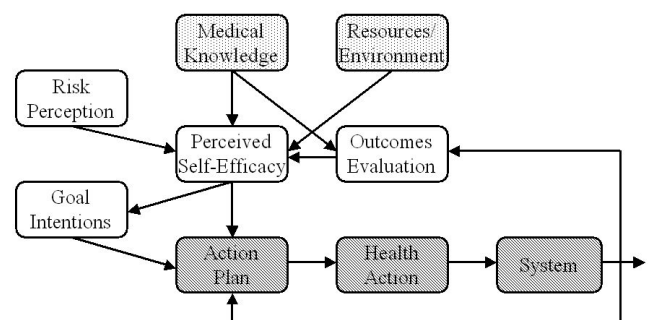 Medical
Knowledge
Resources/
Environment
Risk
Perception
Perceived
Self-Efficacy
Outcomes
Evaluation
Goal
Intentions
Action
Plan
Health
Action
System